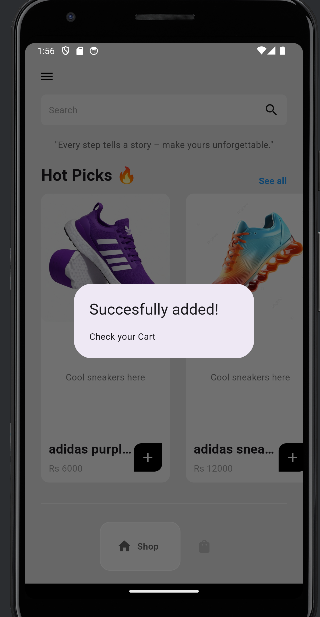 1:56
Search
"Every step tells a story – make yours unforgettable."
Hot Picks 🔥
See all
Succesfully added!
Check your Cart
Cool sneakers here
Cool sneakers here
adidas purpl...
Rs 6000
+
adidas snea...
Rs 12000
+
Shop